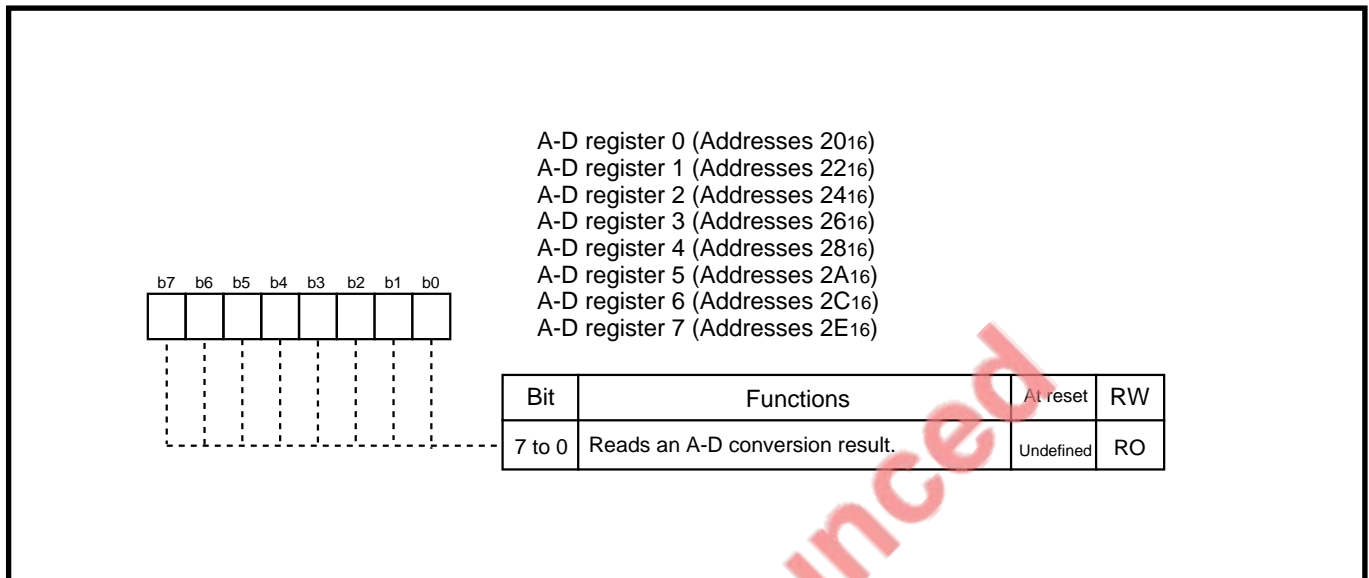 A-D register 0 (Addresses 2016)
A-D register 1 (Addresses 2216)
A-D register 2 (Addresses 2416)
A-D register 3 (Addresses 2616)
A-D register 4 (Addresses 2816)
A-D register 5 (Addresses 2A16)
A-D register 6 (Addresses 2C16)
A-D register 7 (Addresses 2E16)
b7 b6 b5 b4 b3 b2 b1 b0
Bit Functions At reset RW
7 to 0 Reads an A-D conversion result. Undefined RO
unced